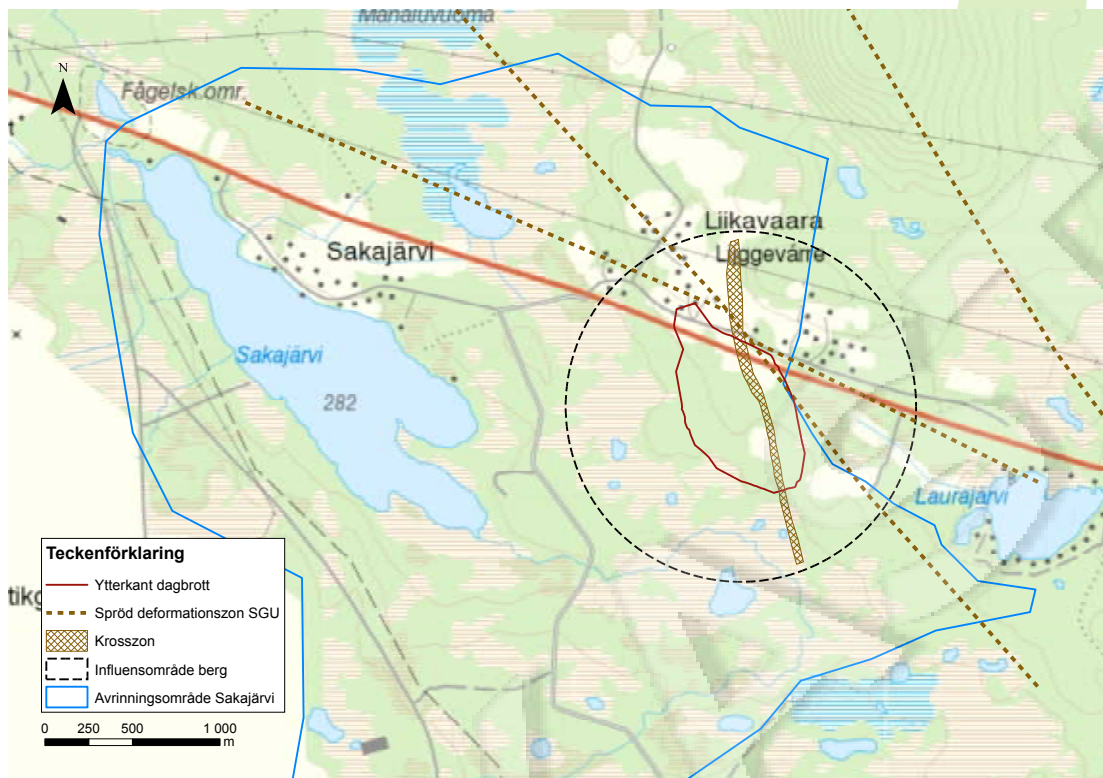 Manaluvuoma
N
Fågelsk.omr.
t
Liikavaara
Liggevárre
Sakajärvi
Sakajärvi
282
Laurajärvi
Teckenförklaring
Ytterkant dagbrott
Spröd deformationszon SGU
Krosszon
Influensområde berg
Avrinningsområde Sakajärvi
0 250 500 1 000
m